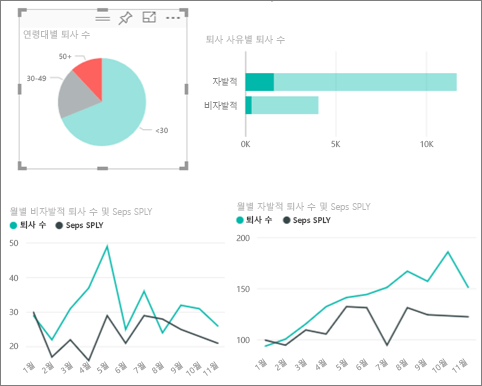 연령대별 퇴사 수
50+
30-49
<30
퇴사 사유별 퇴사 수
자발적
비자발적
0K 5K 10K
월별 비자발적 퇴사 수 및 Seps SPLY
퇴사 수 Seps SPLY
50
40
30
20
1월 2월 3월 4월 5월 6월 7월 8월 9월 10월 11월
월별 자발적 퇴사 수 및 Seps SPLY
퇴사 수 Seps SPLY
200
150
100
1월 2월 3월 4월 5월 6월 7월 8월 9월 10월 11월